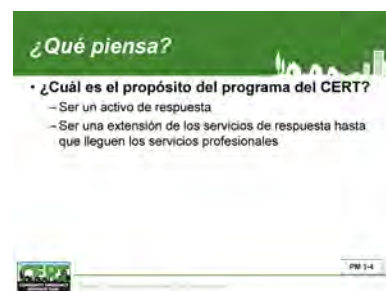 ¿Qué piensa?
• ¿Cuál es el propósito del programa del CERT?
– Ser un activo de respuesta
– Ser una extensión de los servicios de respuesta hasta
que lleguen los servicios profesionales
CERT
PM 1-4